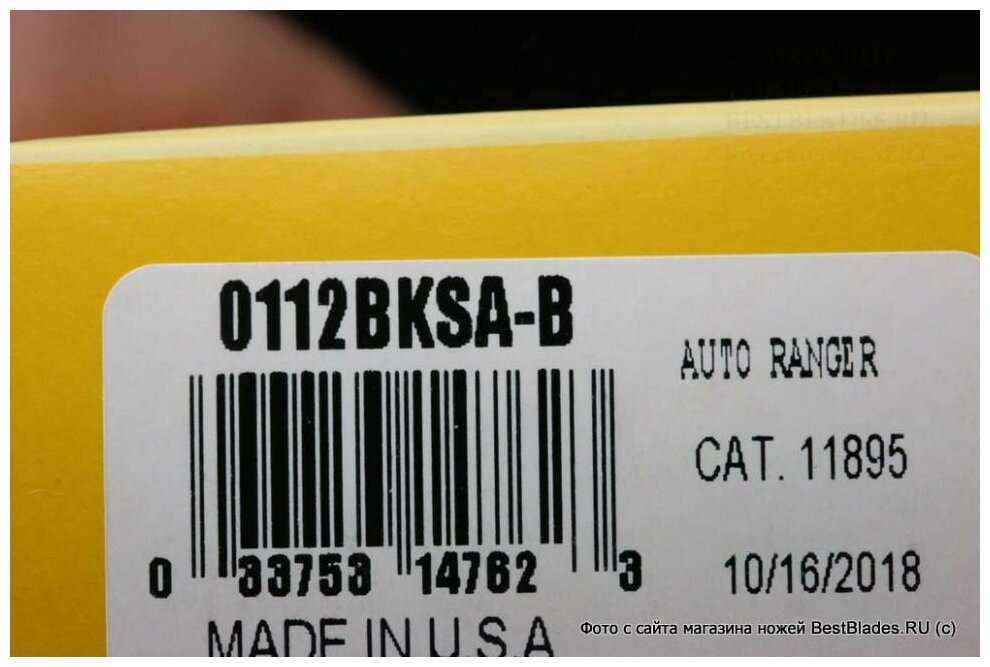 0112BKSA-B
AUTO RANGER
CAT. 11895
0 33753 14762 3
10/16/2018
MADE IN U.S.A
Фото с сайта магазина ножей BestBlades.RU (c)